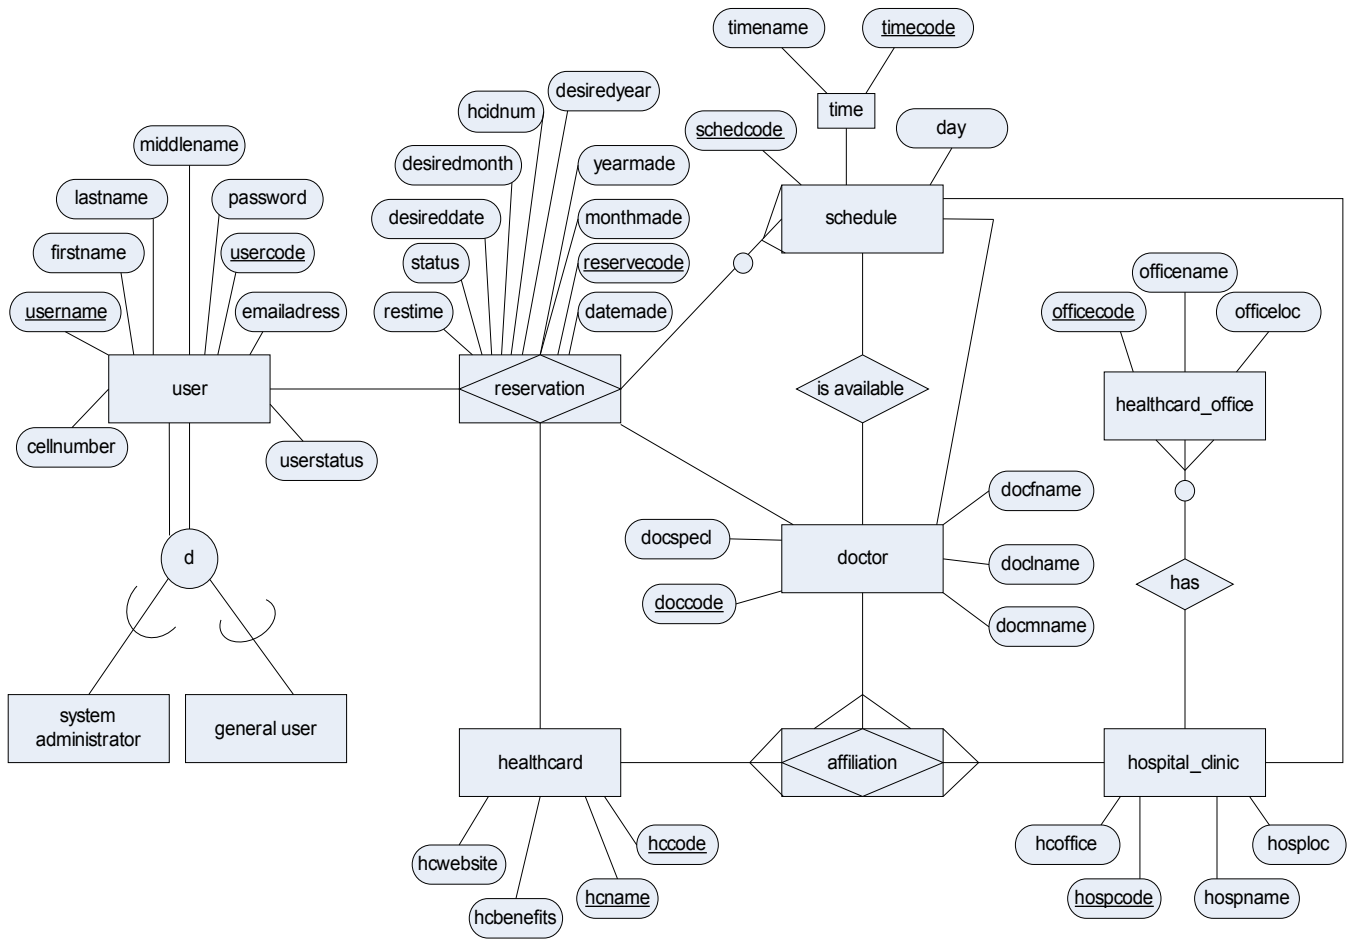 timename
timecode
desiredyear
hcidnum
time
schedcode
day
middlename
desiredmonth
yearmade
lastname
password
desireddate
monthmade
schedule
firstname
usercode
status
reservecode
officename
username
emailadress
restime
datemade
officecode
officeloc
user
reservation
is available
healthcard_office
cellnumber
userstatus
docfname
docspecl
d
doctor
doclname
has
doccode
docmname
system
administrator
general user
healthcard
affiliation
hospital_clinic
hcwebsite
hccode
hcoffice
hosploc
hcname
hospcode
hospname
hcbenefits